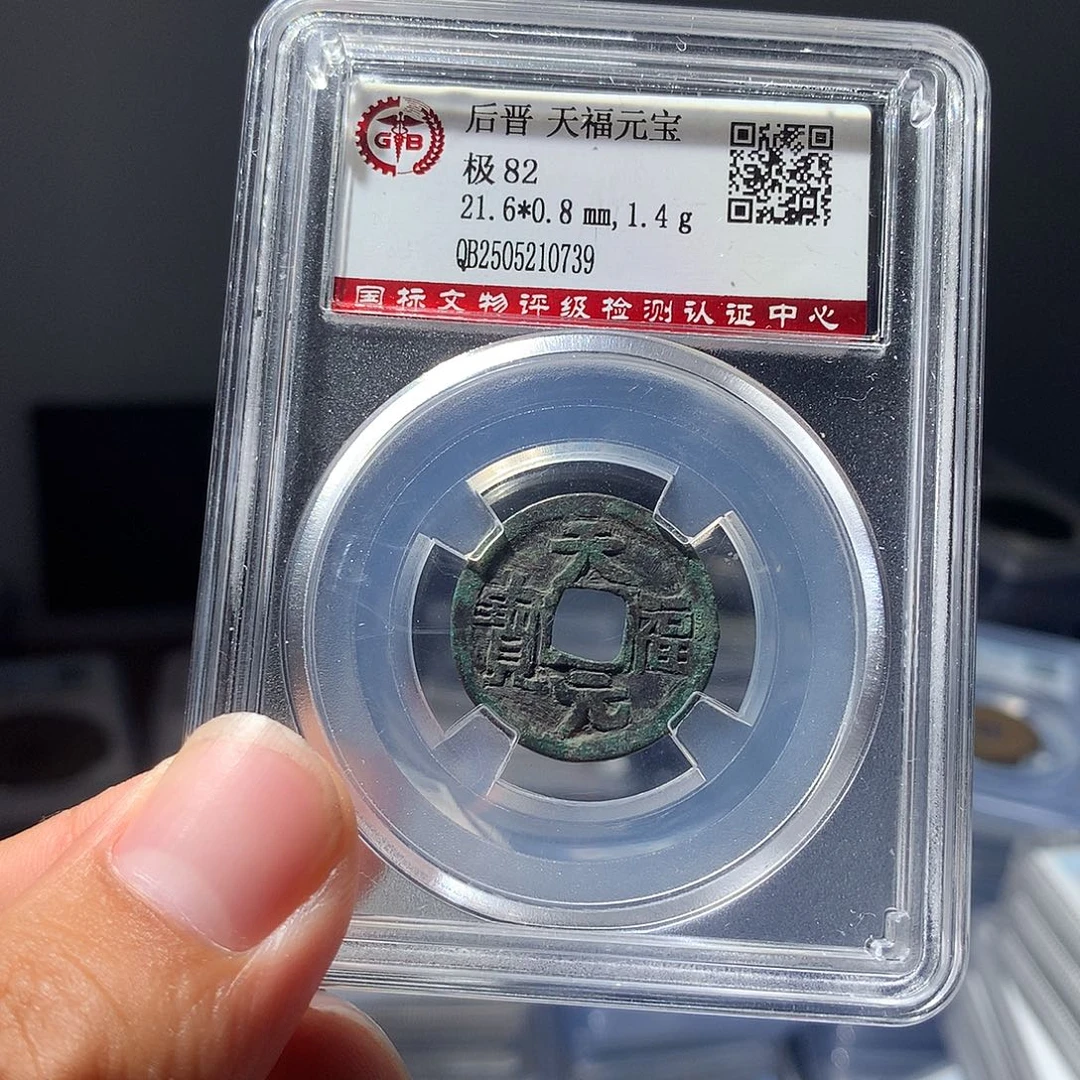 GB
后晋 天福元宝
极 82
21.6*0.8 mm, 1.4 g
QB2505210739
国标文物评级检测认证中心
天福元寶